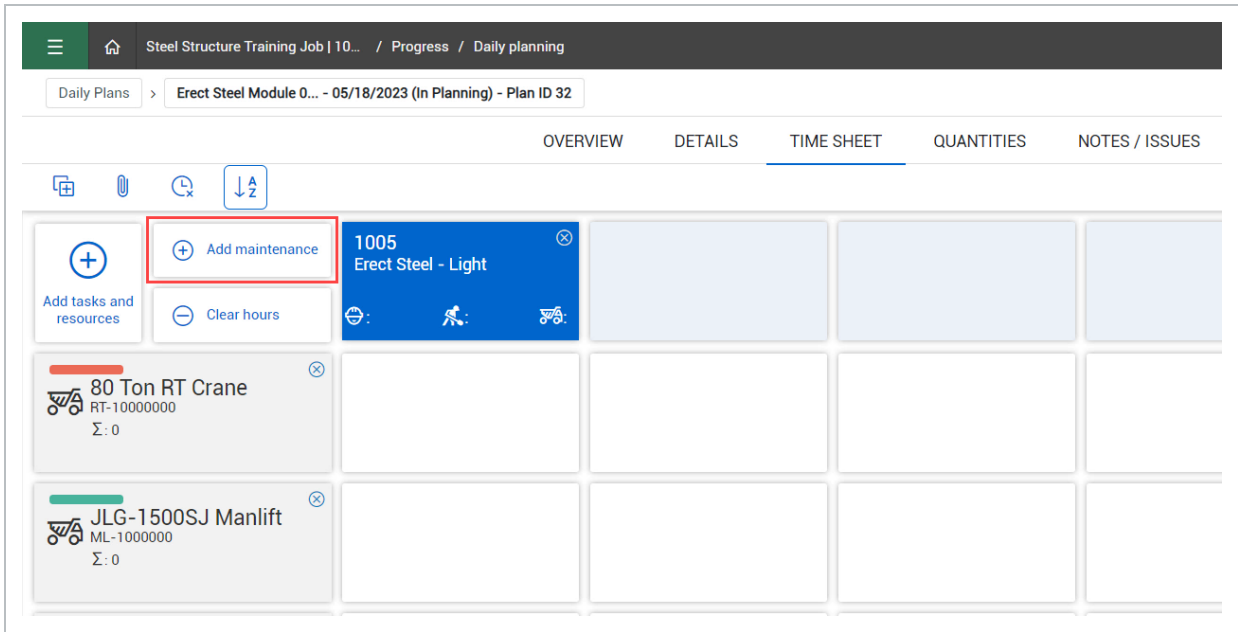 Steel Structure Training Job | 10... / Progress / Daily planning
Daily Plans > Erect Steel Module 0... - 05/18/2023 (In Planning) - Plan ID 32
OVERVIEW DETAILS TIME SHEET QUANTITIES NOTES / ISSUES
A
Z
Add tasks and
resources
Add maintenance
Clear hours
1005
Erect Steel - Light
: : :
80 Ton RT Crane
RT-10000000
Σ: 0
JLG-1500SJ Manlift
ML-1000000
Σ: 0